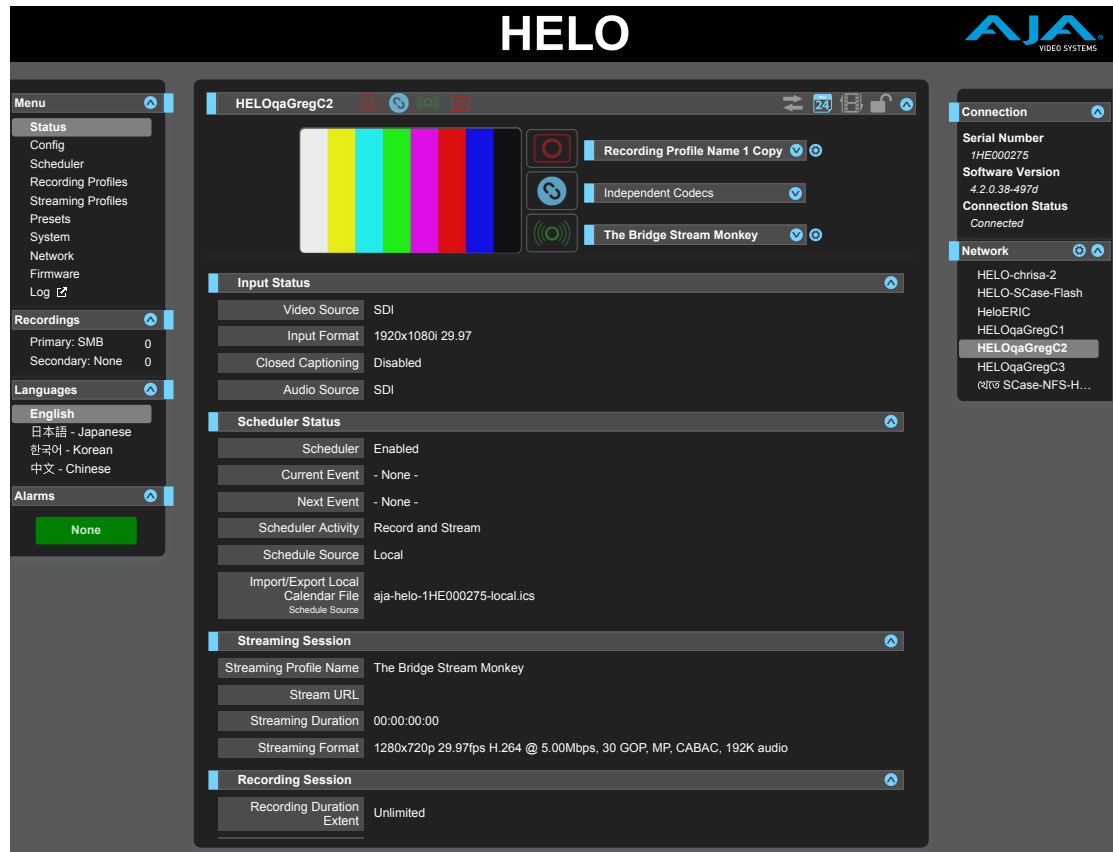 HELO
AJA
VIDEO SYSTEMS
Menu
Status
Config
Scheduler
Recording Profiles
Streaming Profiles
Presets
System
Network
Firmware
Log
Recordings
Primary: SMB 0
Secondary: None 0
Languages
English
日本語 - Japanese
한국어 - Korean
中文 - Chinese
Alarms
None
HELOqaGregC2
24
Recording Profile Name 1 Copy
Independent Codecs
The Bridge Stream Monkey
Input Status
Video Source SDI
Input Format 1920x1080i 29.97
Closed Captioning Disabled
Audio Source SDI
Scheduler Status
Scheduler Enabled
Current Event - None -
Next Event - None -
Scheduler Activity Record and Stream
Schedule Source Local
Import/Export Local
Calendar File aja-helo-1HE000275-local.ics
Schedule Source
Streaming Session
Streaming Profile Name The Bridge Stream Monkey
Stream URL
Streaming Duration 00:00:00:00
Streaming Format 1280x720p 29.97fps H.264 @ 5.00Mbps, 30 GOP, MP, CABAC, 192K audio
Recording Session
Recording Duration
Extent Unlimited
Connection
Serial Number
1HE000275
Software Version
4.2.0.38-497d
Connection Status
Connected
Network
HELO-chrisa-2
HELO-SCase-Flash
HeloERIC
HELOqaGregC1
HELOqaGregC2
HELOqaGregC3
খেতে SCase-NFS-H...